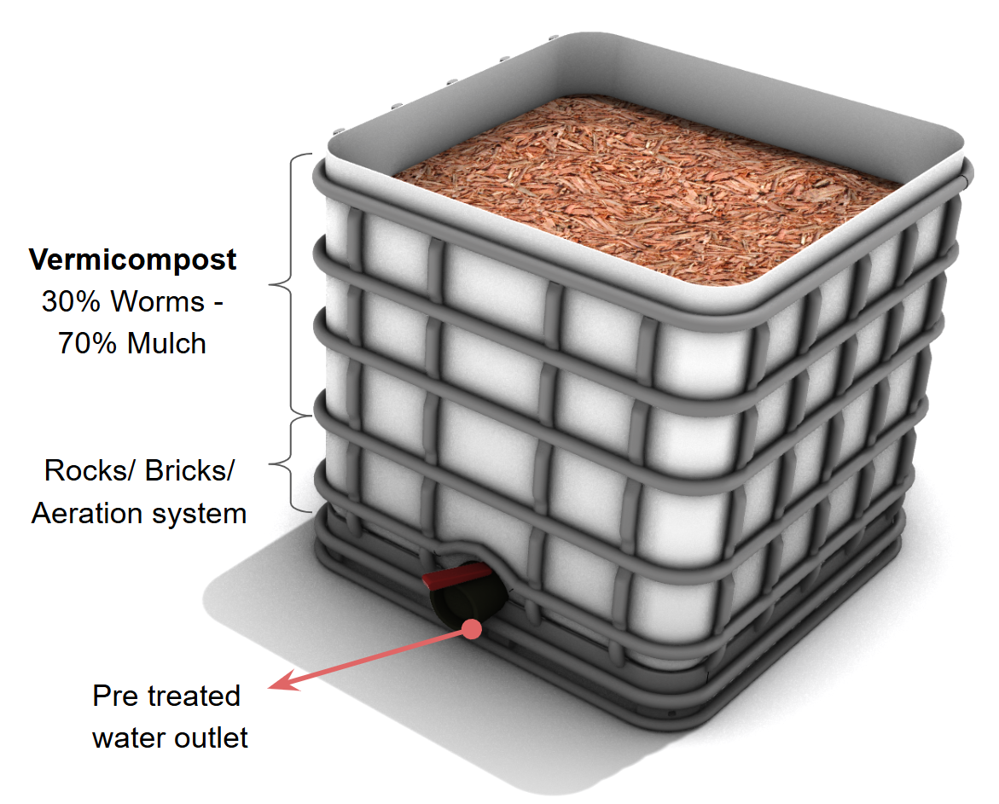 Vermicompost
30% Worms -
70% Mulch
Rocks/ Bricks/
Aeration system
Pre treated
water outlet